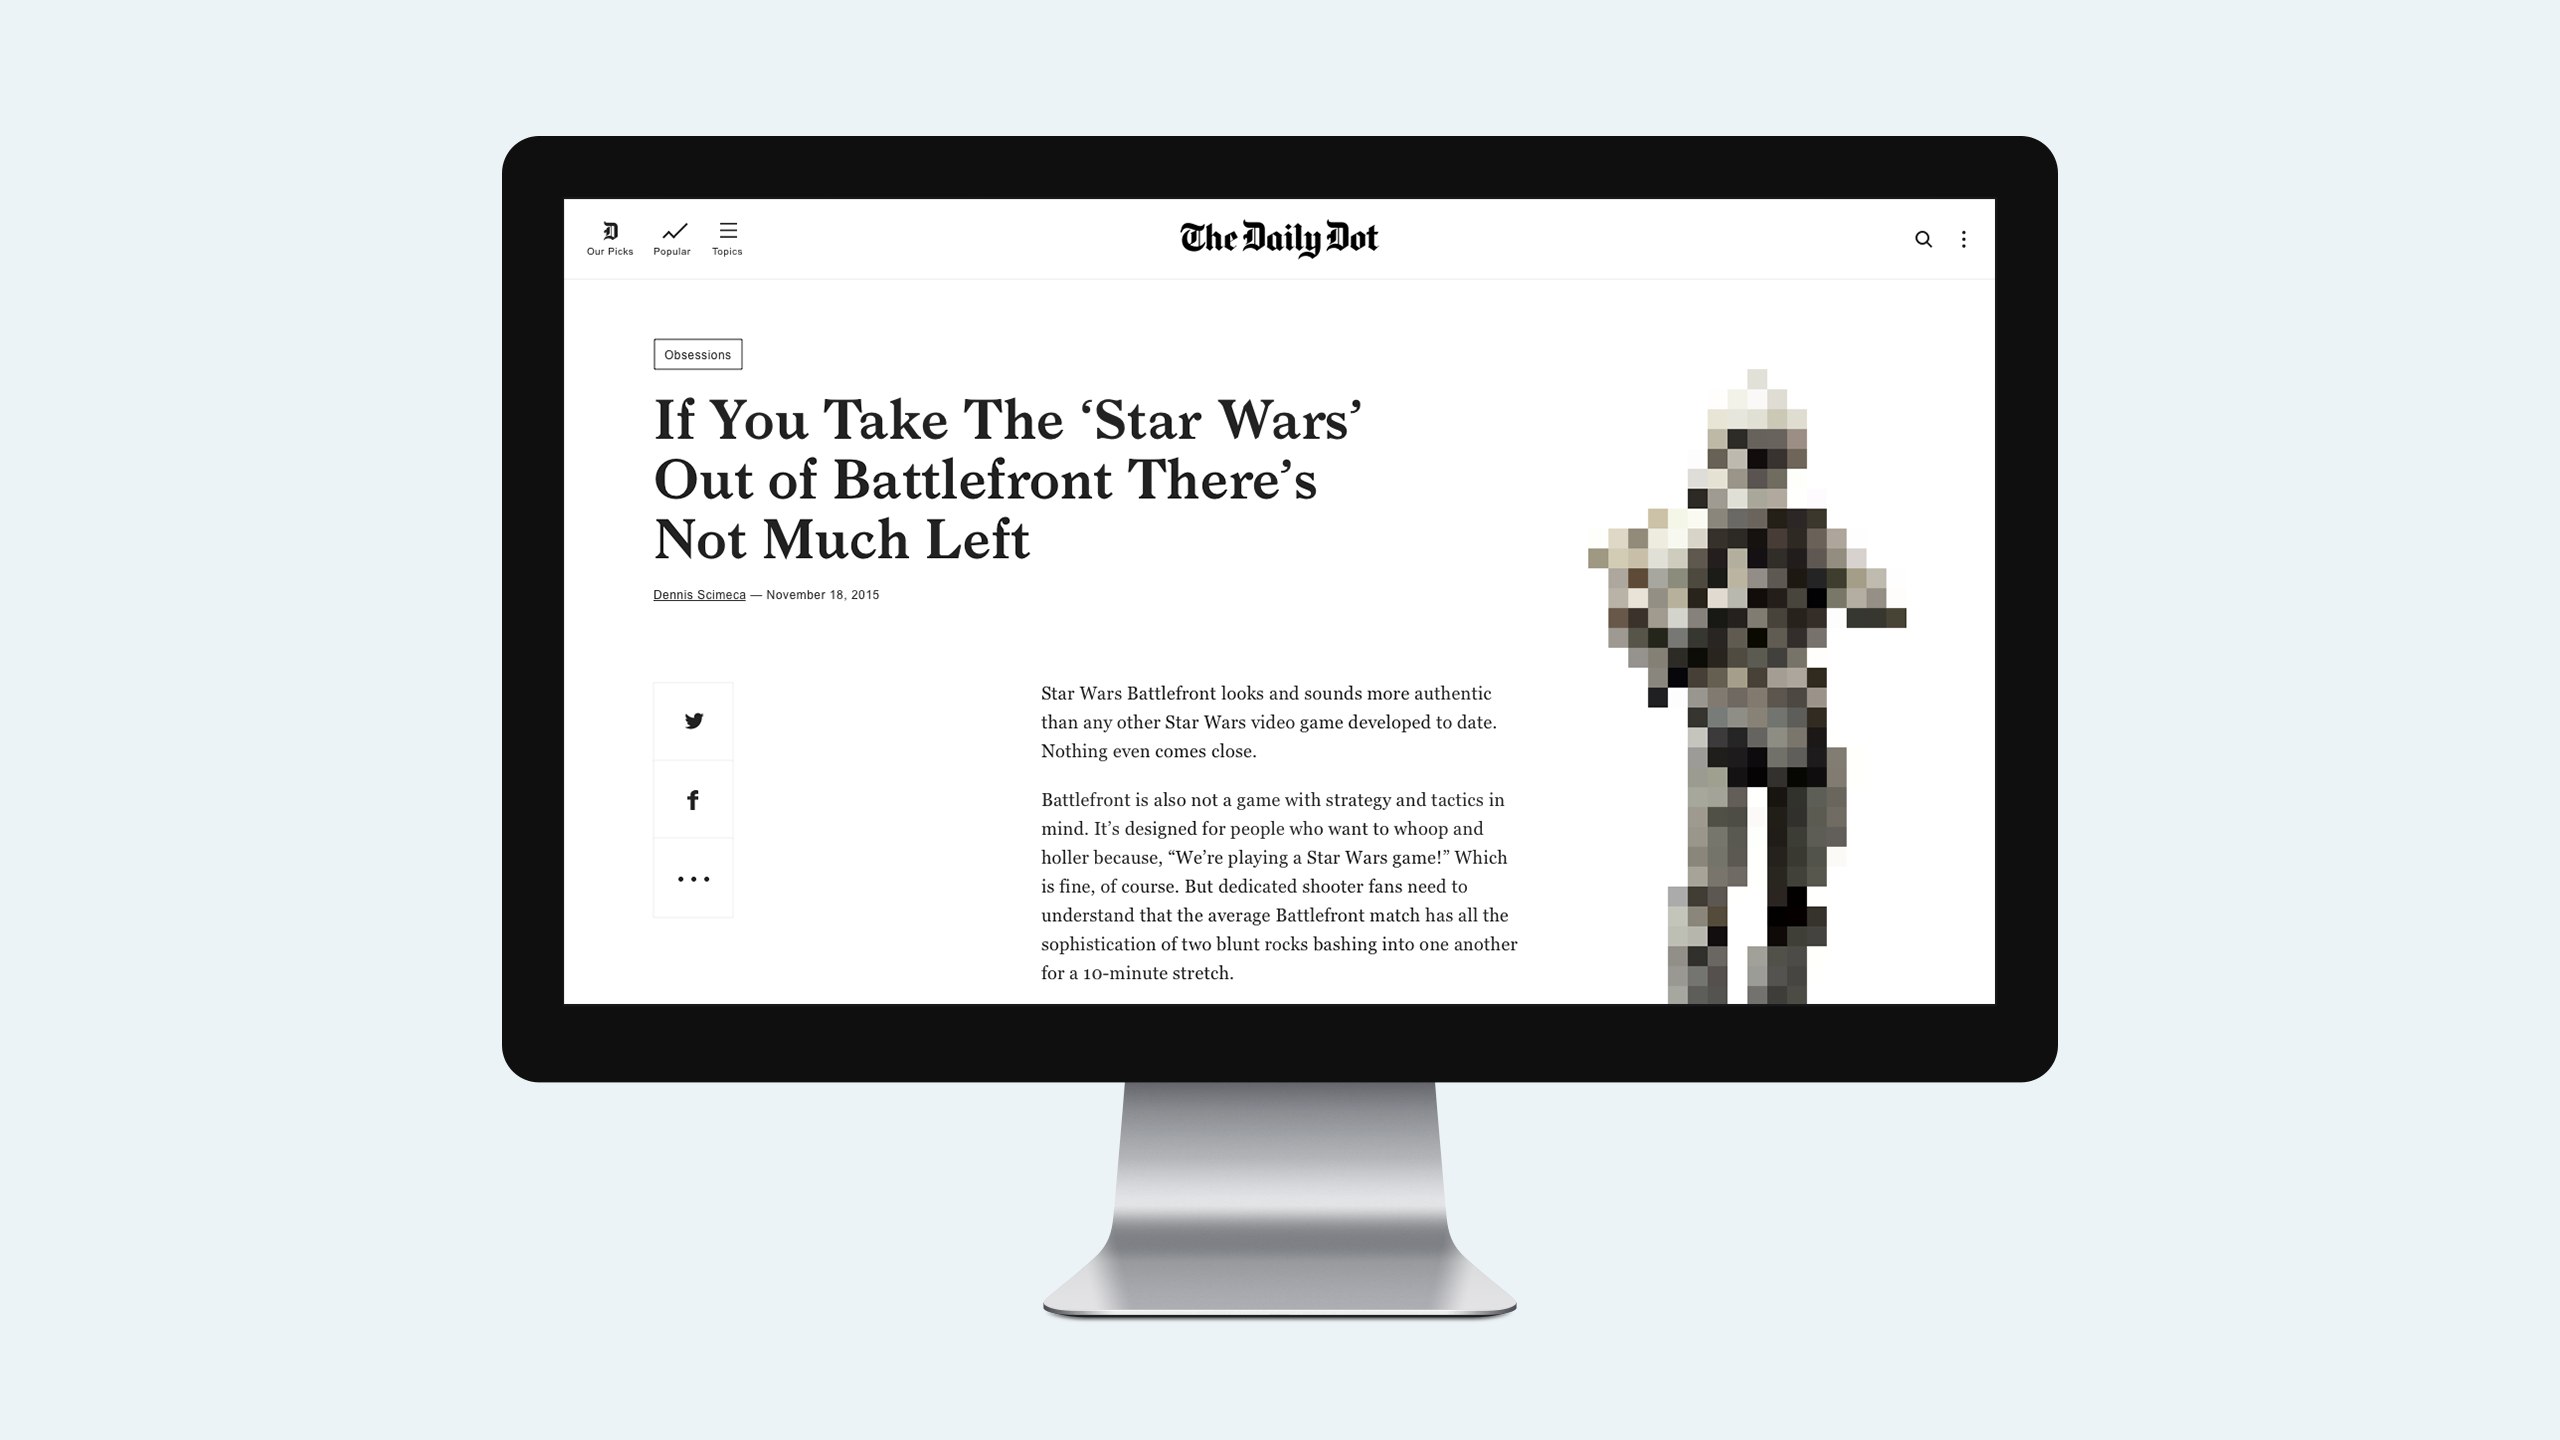 Our Picks
Popular
Topics
The Daily Dot
Obsessions
If You Take The ‘Star Wars’
Out of Battlefront There’s
Not Much Left
Dennis Scimeca — November 18, 2015
Star Wars Battlefront looks and sounds more authentic
than any other Star Wars video game developed to date.
Nothing even comes close.
Battlefront is also not a game with strategy and tactics in
mind. It’s designed for people who want to whoop and
holler because, “We’re playing a Star Wars game!” Which
is fine, of course. But dedicated shooter fans need to
understand that the average Battlefront match has all the
sophistication of two blunt rocks bashing into one another
for a 10-minute stretch.